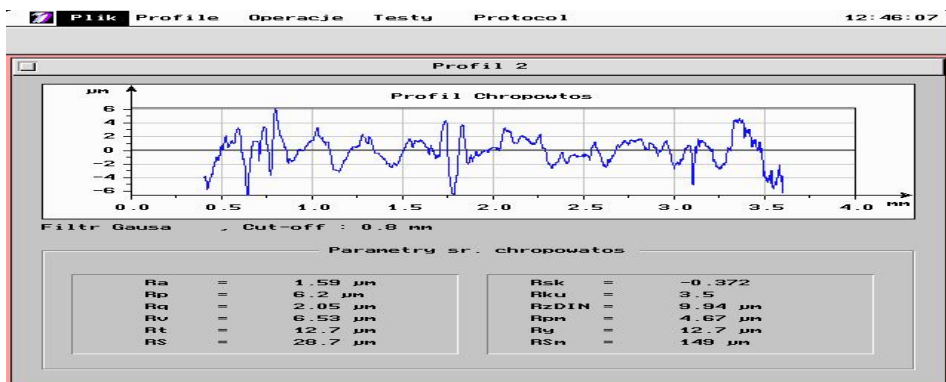 Plik Profile Operacje Testy Protocol 12:46:07
Profil 2
µm
Profil Chropowtos
6
4
2
0
-2
-4
-6
0.0 0.5 1.0 1.5 2.0 2.5 3.0 3.5 4.0 mm
Filtr Gausa , Cut-off : 0.8 mm
Parametry sr. chropowatos
Ra = 1.59 µm
Rp = 6.2 µm
Rq = 2.05 µm
Rv = 6.53 µm
Rt = 12.7 µm
RS = 28.7 µm
Rsk = -0.372
Rku = 3.5
RzDIN = 9.94 µm
Rpm = 4.67 µm
Ry = 12.7 µm
RSm = 149 µm